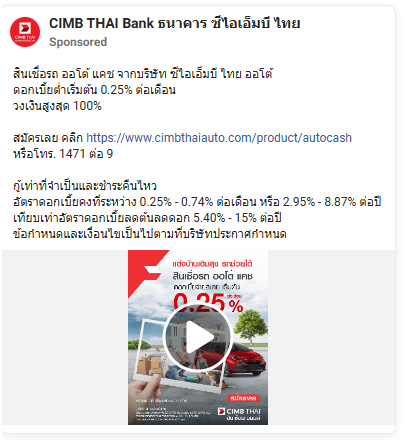 CIMB THAI Bank ธนาคาร ซีไอเอ็มบี ไทย
Sponsored
CIMB THAI
สินเชื่อรถ ออโต้ แคช จากบริษัท ซีไอเอ็มบี ไทย ออโต้
ดอกเบี้ยต่ำเริ่มต้น 0.25% ต่อเดือน
วงเงินสูงสุด 100%
สมัครเลย คลิก https://www.cimbthaiauto.com/product/autocash
หรือโทร. 1471 ต่อ 9
กู้เท่าที่จำเป็นและชำระคืนไหว
อัตราดอกเบี้ยคงที่ระหว่าง 0.25% - 0.74% ต่อเดือน หรือ 2.95% - 8.87% ต่อปี
เทียบเท่าอัตราดอกเบี้ยลดต้นลดดอก 5.40% - 15% ต่อปี
ข้อกำหนดและเงื่อนไขเป็นไปตามที่บริษัทประกาศกำหนด
แต่งบ้านเติมสุข รถช่วยได้
สินเชื่อรถ ออโต้ แคช
0.25%
ต่อเดือน
สมัครเลย
CIMB THAI